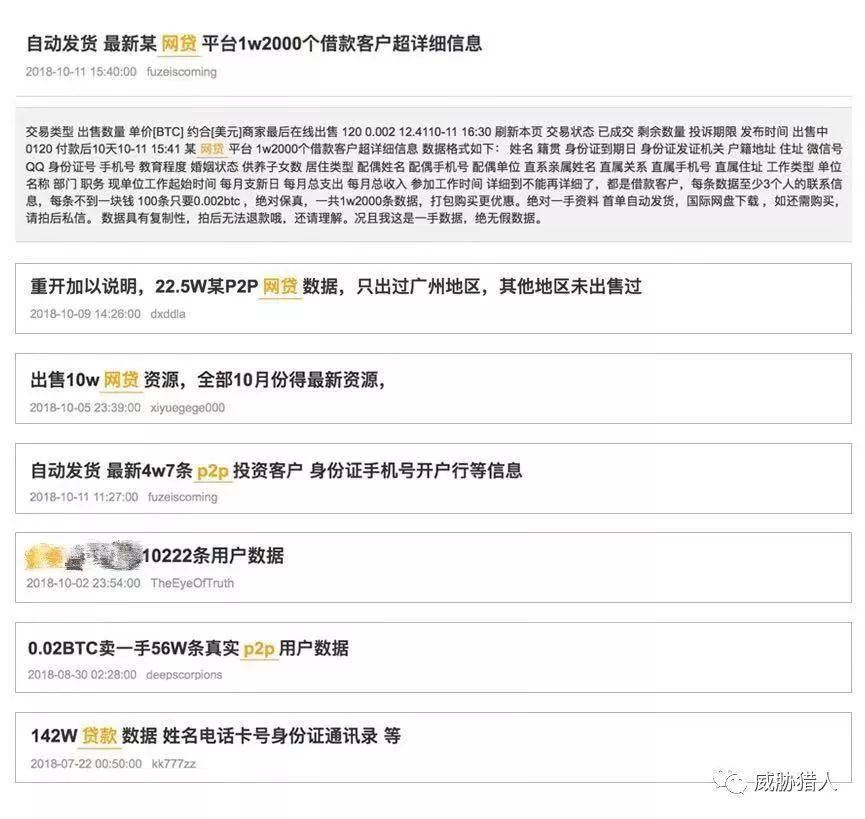 自动发货 最新某 网贷 平台1w2000个借款客户超详细信息
2018-10-11 15:40:00 fuzeiscoming
交易类型 出售数量 单价[BTC] 约合[美元]商家最后在线出售 120 0.002 12.4110-11 16:30 刷新本页 交易状态 已成交 剩余数量 投诉期限 发布时间 出售中
0120 付款后10天10-11 15:41 某 网贷 平台 1w2000个借款客户超详细信息 数据格式如下： 姓名 籍贯 身份证到期日 身份证发证机关 户籍地址 住址 微信号
QQ 身份证号 手机号 教育程度 婚姻状态 供养子女数 居住类型 配偶姓名 配偶手机号 配偶单位 直系亲属姓名 直属关系 直属手机号 直属住址 工作类型 单位
名称 部门 职务 现单位工作起始时间 每月支薪日 每月总支出 每月总收入 参加工作时间 详细到不能再详细了，都是借款客户，每条数据至少3个人的联系信
息，每条不到一块钱 100条只要0.002btc ，绝对保真，一共1w2000条数据，打包购买更优惠。绝对一手资料 首单自动发货，国际网盘下载 ，如还需购买，
请拍后私信。 数据具有复制性，拍后无法退款哦，还请理解。况且我这是一手数据，绝无假数据。
重开加以说明，22.5W某P2P 网贷 数据，只出过广州地区，其他地区未出售过
2018-10-09 14:26:00 dxddla
出售10w 网贷 资源，全部10月份得最新资源，
2018-10-05 23:39:00 xiyuegege000
自动发货 最新4w7条 p2p 投资客户 身份证手机号开户行等信息
2018-10-11 11:27:00 fuzeiscoming
10222条用户数据
2018-10-02 23:54:00 TheEyeOfTruth
0.02BTC卖一手56W条真实 p2p 用户数据
2018-08-30 02:28:00 deepscorpions
142W 贷款 数据 姓名电话卡号身份证通讯录 等
2018-07-22 00:50:00 kk777zz
威胁猎人